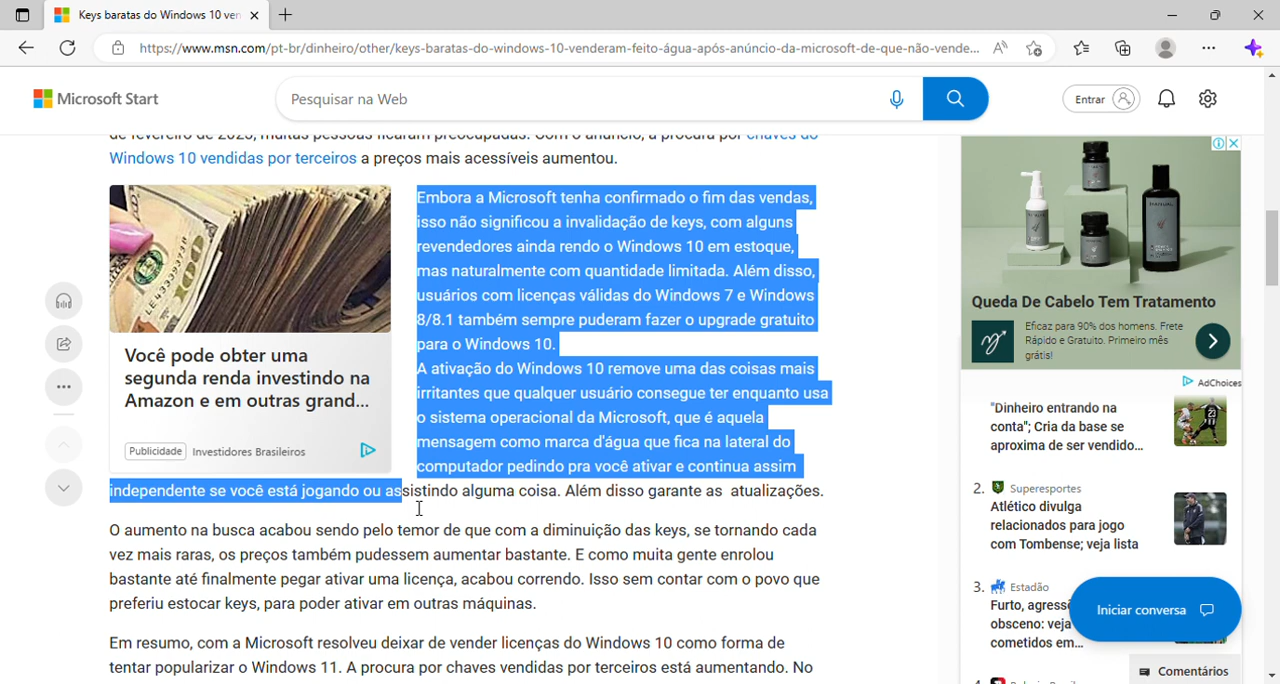 Keys baratas do Windows 10 ven
https://www.msn.com/pt-br/dinheiro/other/keys-baratas-do-windows-10-venderam-feito-água-após-anúncio-da-microsoft-de-que-não-vende...
Microsoft Start
Pesquisar na Web
Entrar
de fevereiro de 2023, muitas pessoas ficaram preocupadas. Com o anúncio, a procura por chaves do
Windows 10 vendidas por terceiros a preços mais acessíveis aumentou.
Você pode obter uma
segunda renda investindo na
Amazon e em outras grand...
Publicidade Investidores Brasileiros
Embora a Microsoft tenha confirmado o fim das vendas,
isso não significou a invalidação de keys, com alguns
revendedores ainda rendo o Windows 10 em estoque,
mas naturalmente com quantidade limitada. Além disso,
usuários com licenças válidas do Windows 7 e Windows
8/8.1 também sempre puderam fazer o upgrade gratuito
para o Windows 10.
A ativação do Windows 10 remove uma das coisas mais
irritantes que qualquer usuário consegue ter enquanto usa
o sistema operacional da Microsoft, que é aquela
mensagem como marca d'água que fica na lateral do
computador pedindo pra você ativar e continua assim
independente se você está jogando ou assistindo alguma coisa. Além disso garante as atualizações.
O aumento na busca acabou sendo pelo temor de que com a diminuição das keys, se tornando cada
vez mais raras, os preços também pudessem aumentar bastante. E como muita gente enrolou
bastante até finalmente pegar ativar uma licença, acabou correndo. Isso sem contar com o povo que
preferiu estocar keys, para poder ativar em outras máquinas.
Em resumo, com a Microsoft resolveu deixar de vender licenças do Windows 10 como forma de
tentar popularizar o Windows 11. A procura por chaves vendidas por terceiros está aumentando. No
Queda De Cabelo Tem Tratamento
Eficaz para 90% dos homens. Frete
Rápido e Gratuito. Primeiro mês
grátis!
AdChoices
"Dinheiro entrando na
conta"; Cria da base se
aproxima de ser vendido...
2. Superesportes
Atlético divulga
relacionados para jogo
com Tombense; veja lista
3. Estadão
Furto, agress
obsceno: veja
cometidos em...
Iniciar conversa
Comentários